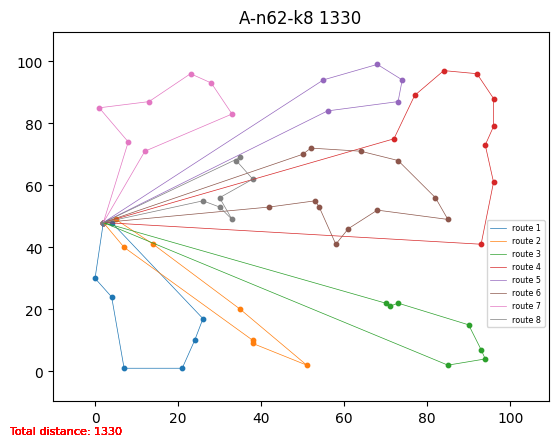 A-n62-k8 1330
100
80
60
40
20
0
0 20 40 60 80 100
route 1
route 2
route 3
route 4
route 5
route 6
route 7
route 8
Total distance: 1330